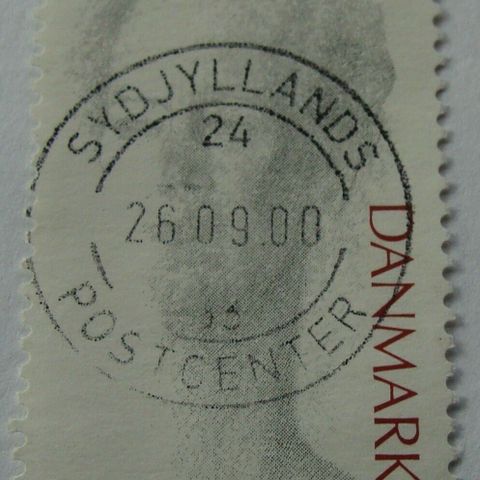 SYDJYLLANDS
24
26.09.00
POSTCENTER
DANMARK